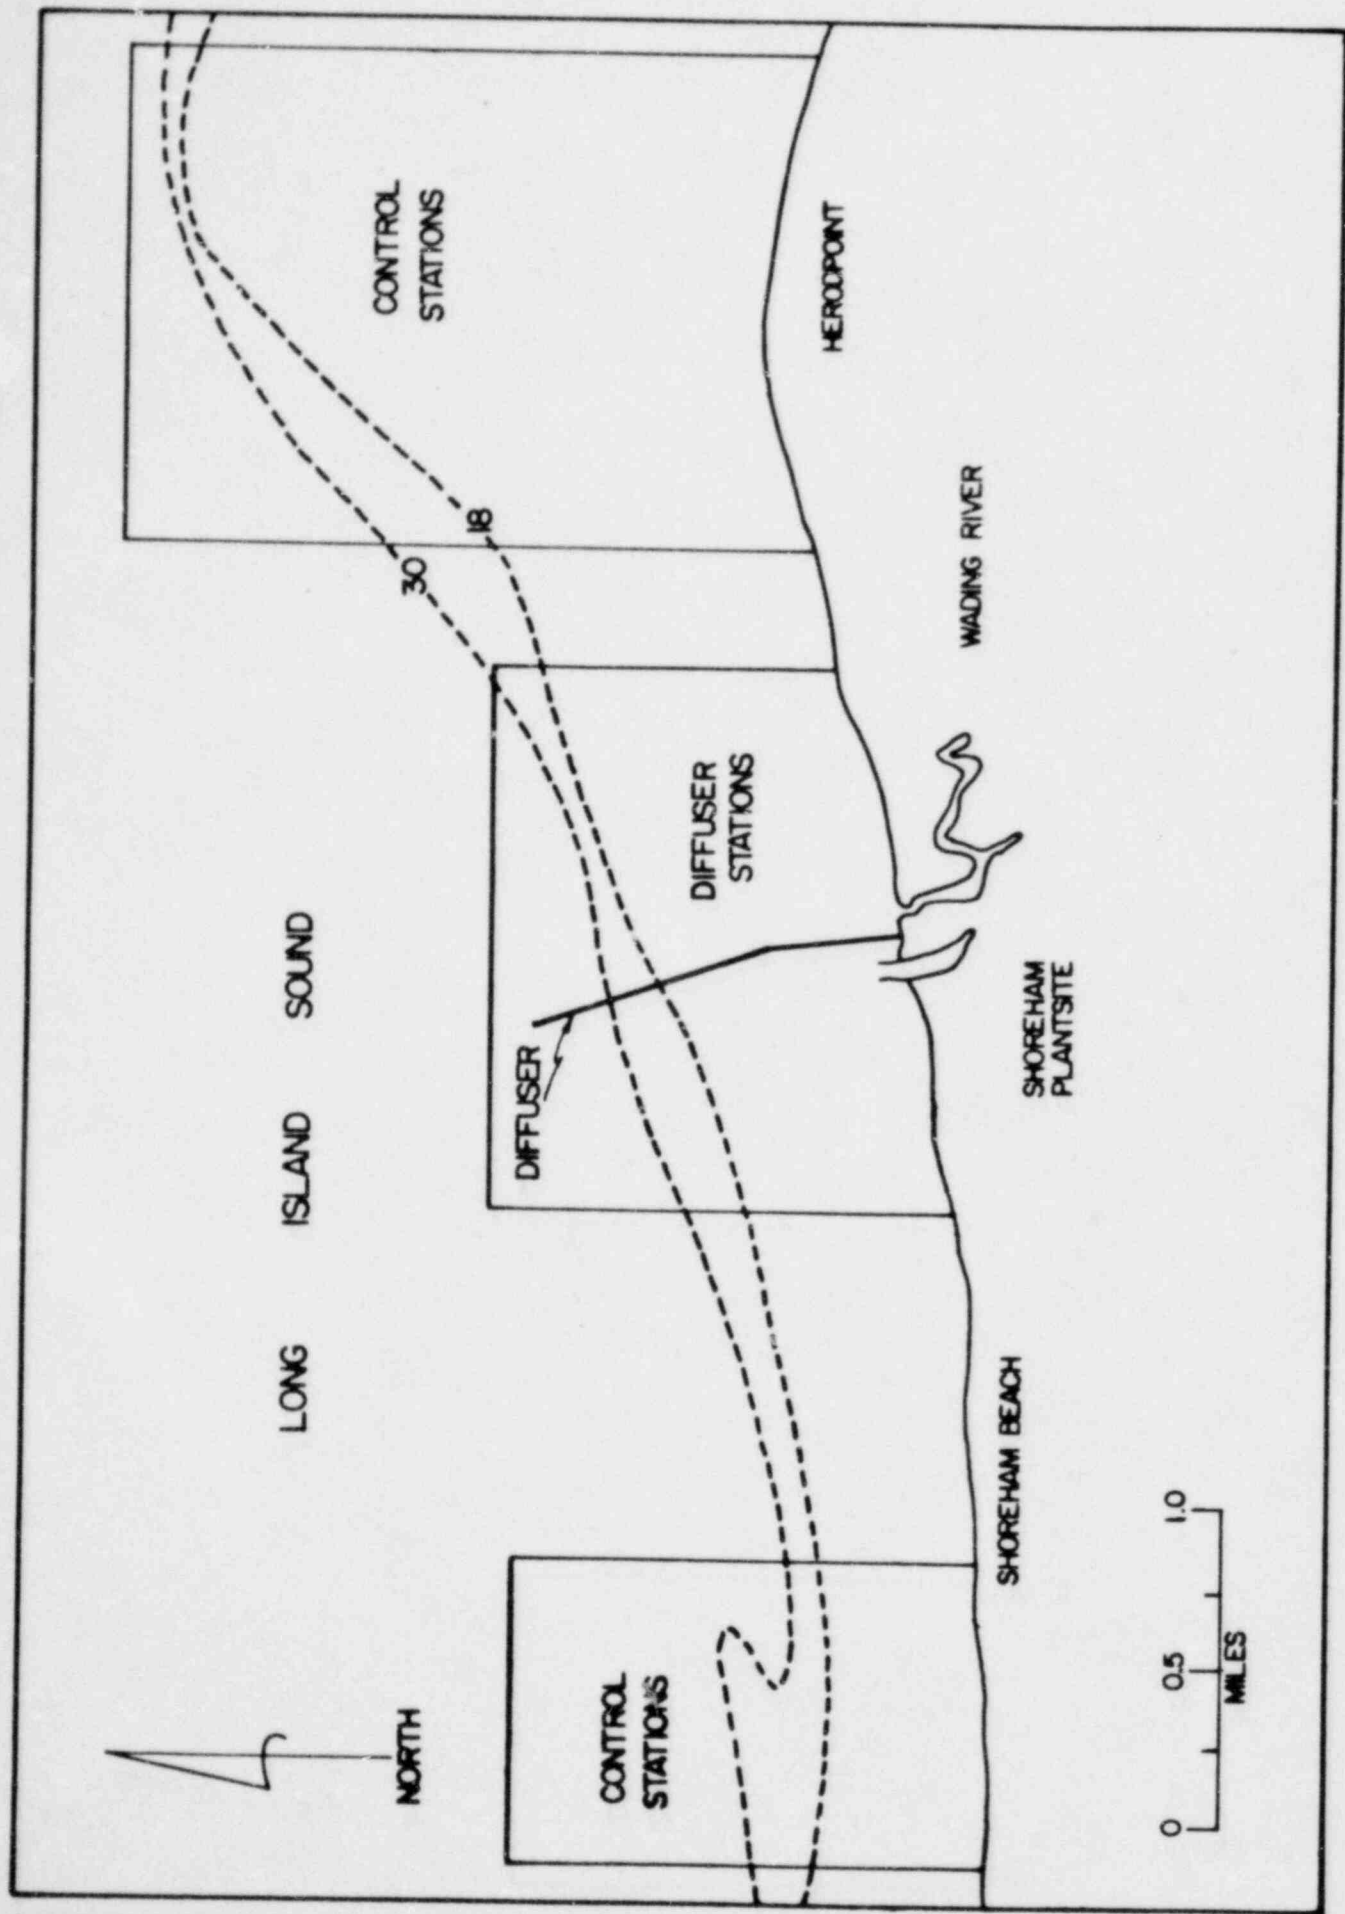 LONG ISLAND SOUND
NORTH
CONTROL
STATIONS
DIFFUSER
DIFFUSER
STATIONS
30
18
CONTROL
STATIONS
SHOREHAM BEACH
SHOREHAM
PLANTSITE
WADING RIVER
HERODPOINT
0 0.5 1.0
MILES